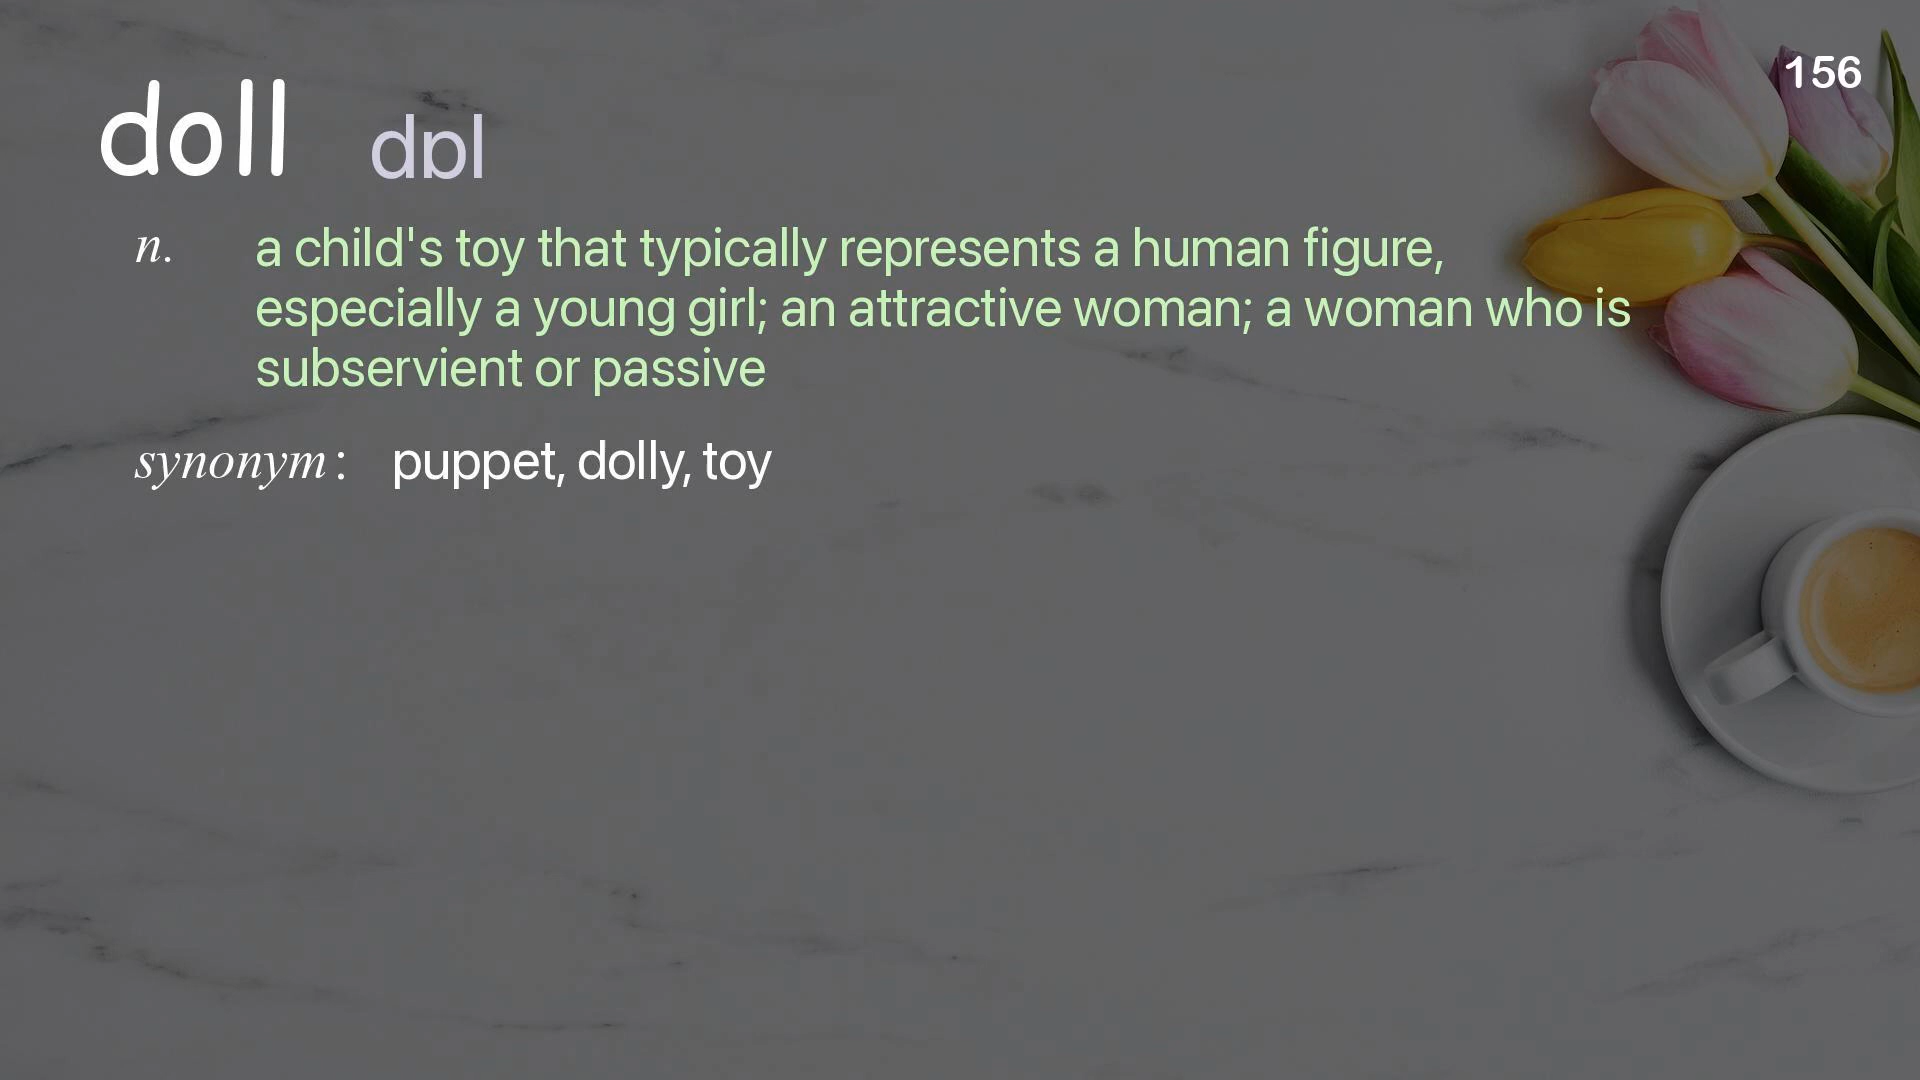 156
doll dɒl
n. a child's toy that typically represents a human figure,
especially a young girl; an attractive woman; a woman who is
subservient or passive
synonym : puppet, dolly, toy